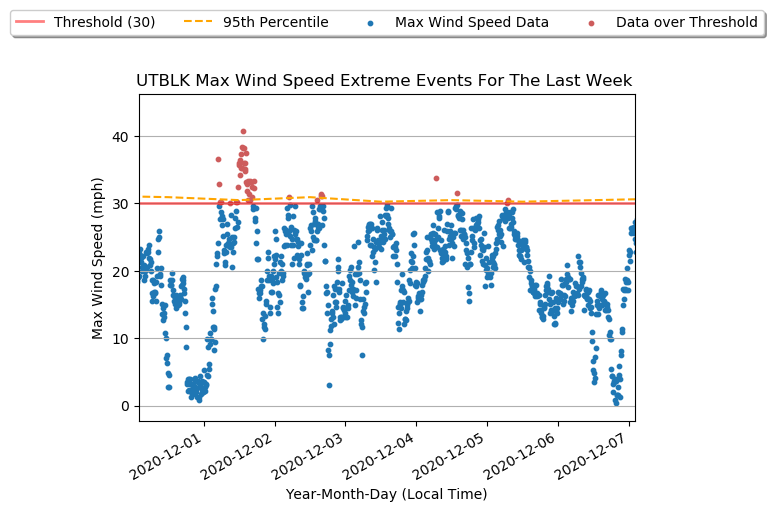 Threshold (30) 95th Percentile Max Wind Speed Data Data over Threshold
UTBLK Max Wind Speed Extreme Events For The Last Week
Max Wind Speed (mph)
40
30
20
10
0
2020-12-01 2020-12-02 2020-12-03 2020-12-04 2020-12-05 2020-12-06 2020-12-07
Year-Month-Day (Local Time)